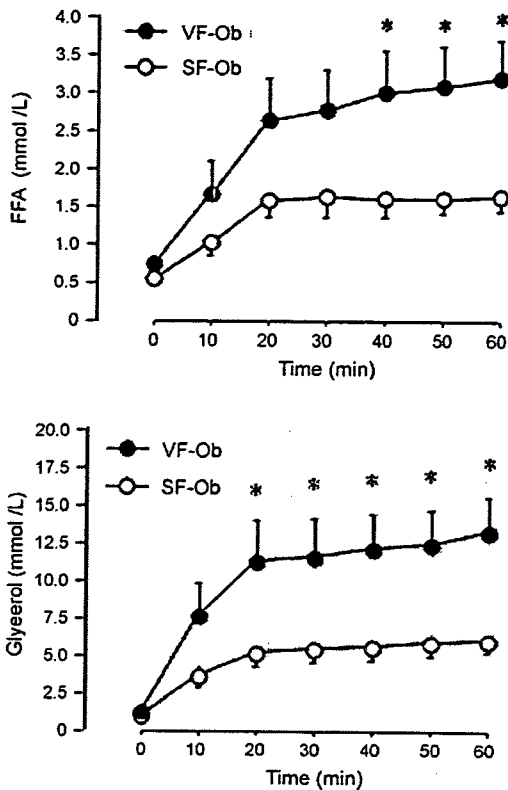 4.0
3.5
3.0
2.5
2.0
1.5
1.0
0.5
0
FFA (mmol /L)
VF-Ob
SF-Ob
* * *
0 10 20 30 40 50 60
Time (min)
20.0
17.5
15.0
12.5
10.0
7.5
5.0
2.5
0
Glyeerol (mmol /L)
VF-Ob
SF-Ob
* * * * *
0 10 20 30 40 50 60
Time (min)